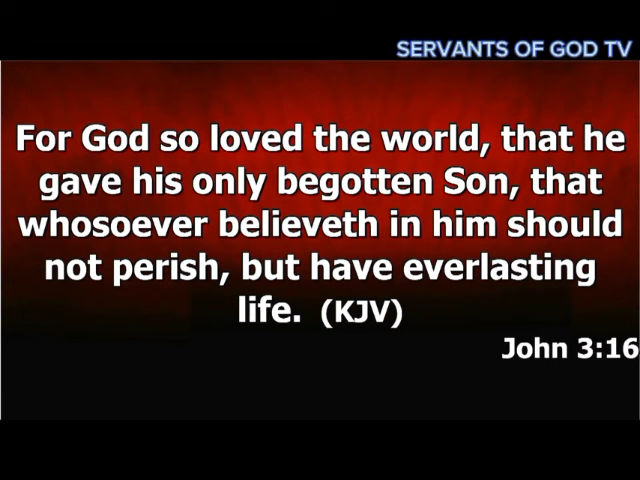 SERVANTS OF GOD TV
For God so loved the world, that he
gave his only begotten Son, that
whosoever believeth in him should
not perish, but have everlasting
life. (KJV)
John 3:16